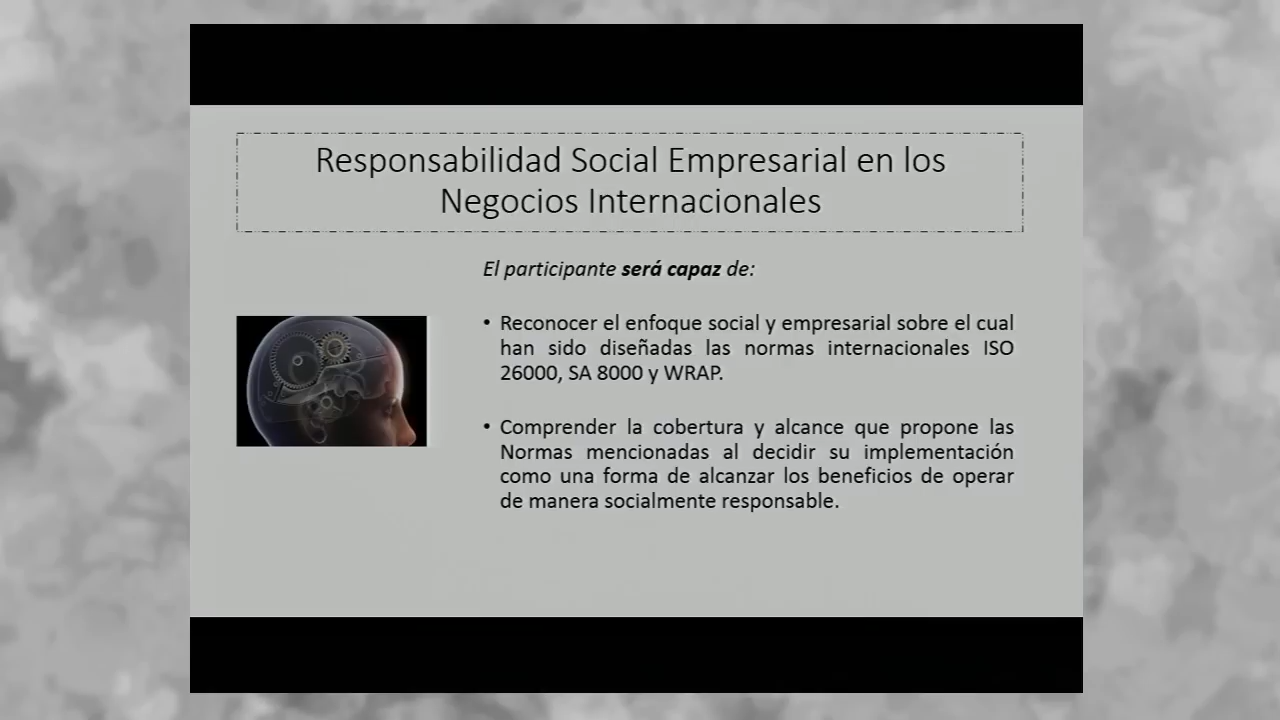 Responsabilidad Social Empresarial en los
Negocios Internacionales
El participante será capaz de:
• Reconocer el enfoque social y empresarial sobre el cual
han sido diseñadas las normas internacionales ISO
26000, SA 8000 y WRAP.
• Comprender la cobertura y alcance que propone las
Normas mencionadas al decidir su implementación
como una forma de alcanzar los beneficios de operar
de manera socialmente responsable.